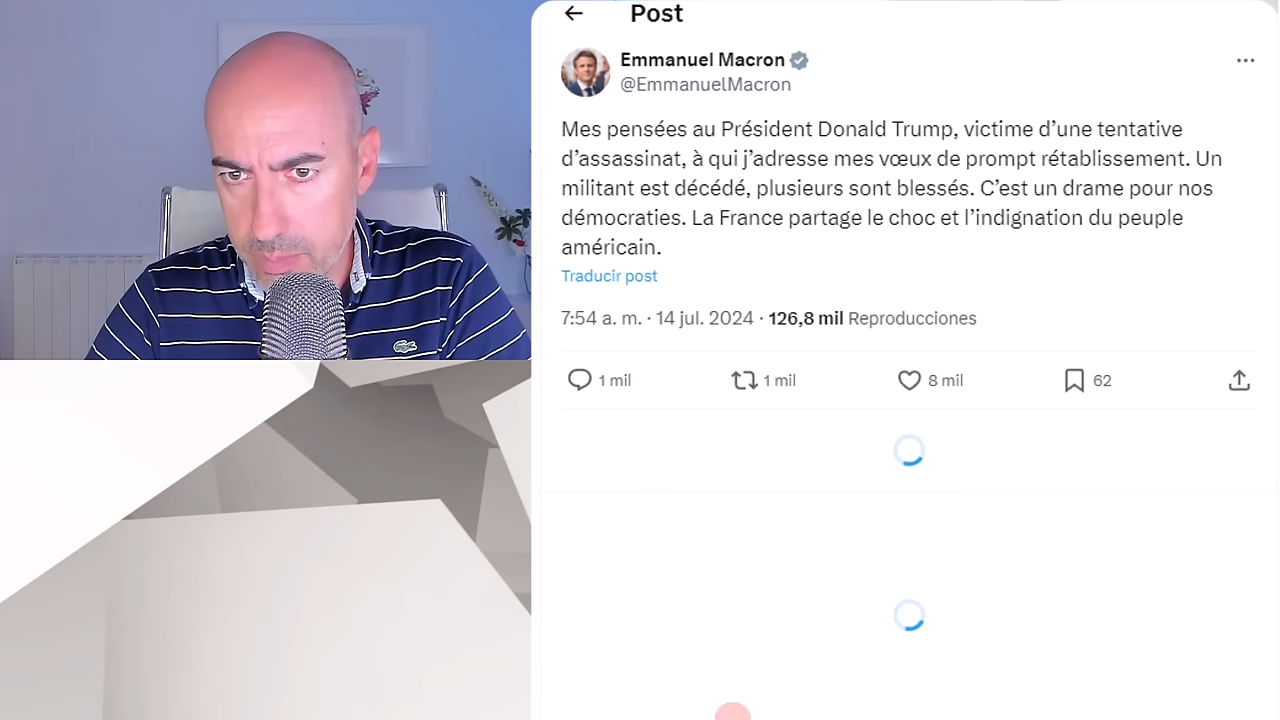 Post
Emmanuel Macron
@EmmanuelMacron
Mes pensées au Président Donald Trump, victime d’une tentative
d’assassinat, à qui j’adresse mes vœux de prompt rétablissement. Un
militant est décédé, plusieurs sont blessés. C’est un drame pour nos
démocraties. La France partage le choc et l’indignation du peuple
américain.
Traducir post
7:54 a. m. · 14 jul. 2024 · 126,8 mil Reproducciones
1 mil 1 mil 8 mil 62